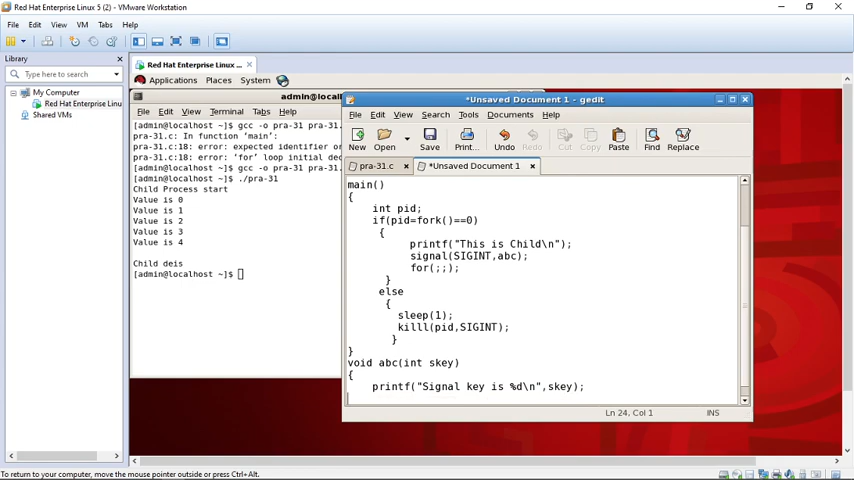 Red Hat Enterprise Linux 5 (2) - VMware Workstation
File Edit View VM Tabs Help
Library
Type here to search
My Computer
Red Hat Enterprise Linu
Shared VMs
Red Hat Enterprise Linux ...
Applications Places System
admin@local
File Edit View Terminal Tabs Help
[admin@localhost ~]$ gcc -o pra-31 pra-31.
pra-31.c: In function ‘main’:
pra-31.c:18: error: expected identifier or
pra-31.c:18: error: ‘for’ loop initial dec
[admin@localhost ~]$ gcc -o pra-31 pra-31.
[admin@localhost ~]$ ./pra-31
Child Process start
Value is 0
Value is 1
Value is 2
Value is 3
Value is 4
Child deis
[admin@localhost ~]$
*Unsaved Document 1 - gedit
File Edit View Search Tools Documents Help
New Open Save Print... Undo Redo Cut Copy Paste Find Replace
pra-31.c *Unsaved Document 1
main()
{
int pid;
if(pid=fork()==0)
{
printf("This is Child\n");
signal(SIGINT,abc);
for(;;);
}
else
{
sleep(1);
killl(pid,SIGINT);
}
}
void abc(int skey)
{
printf("Signal key is %d\n",skey);
Ln 24, Col 1 INS
To return to your computer, move the mouse pointer outside or press Ctrl+Alt.